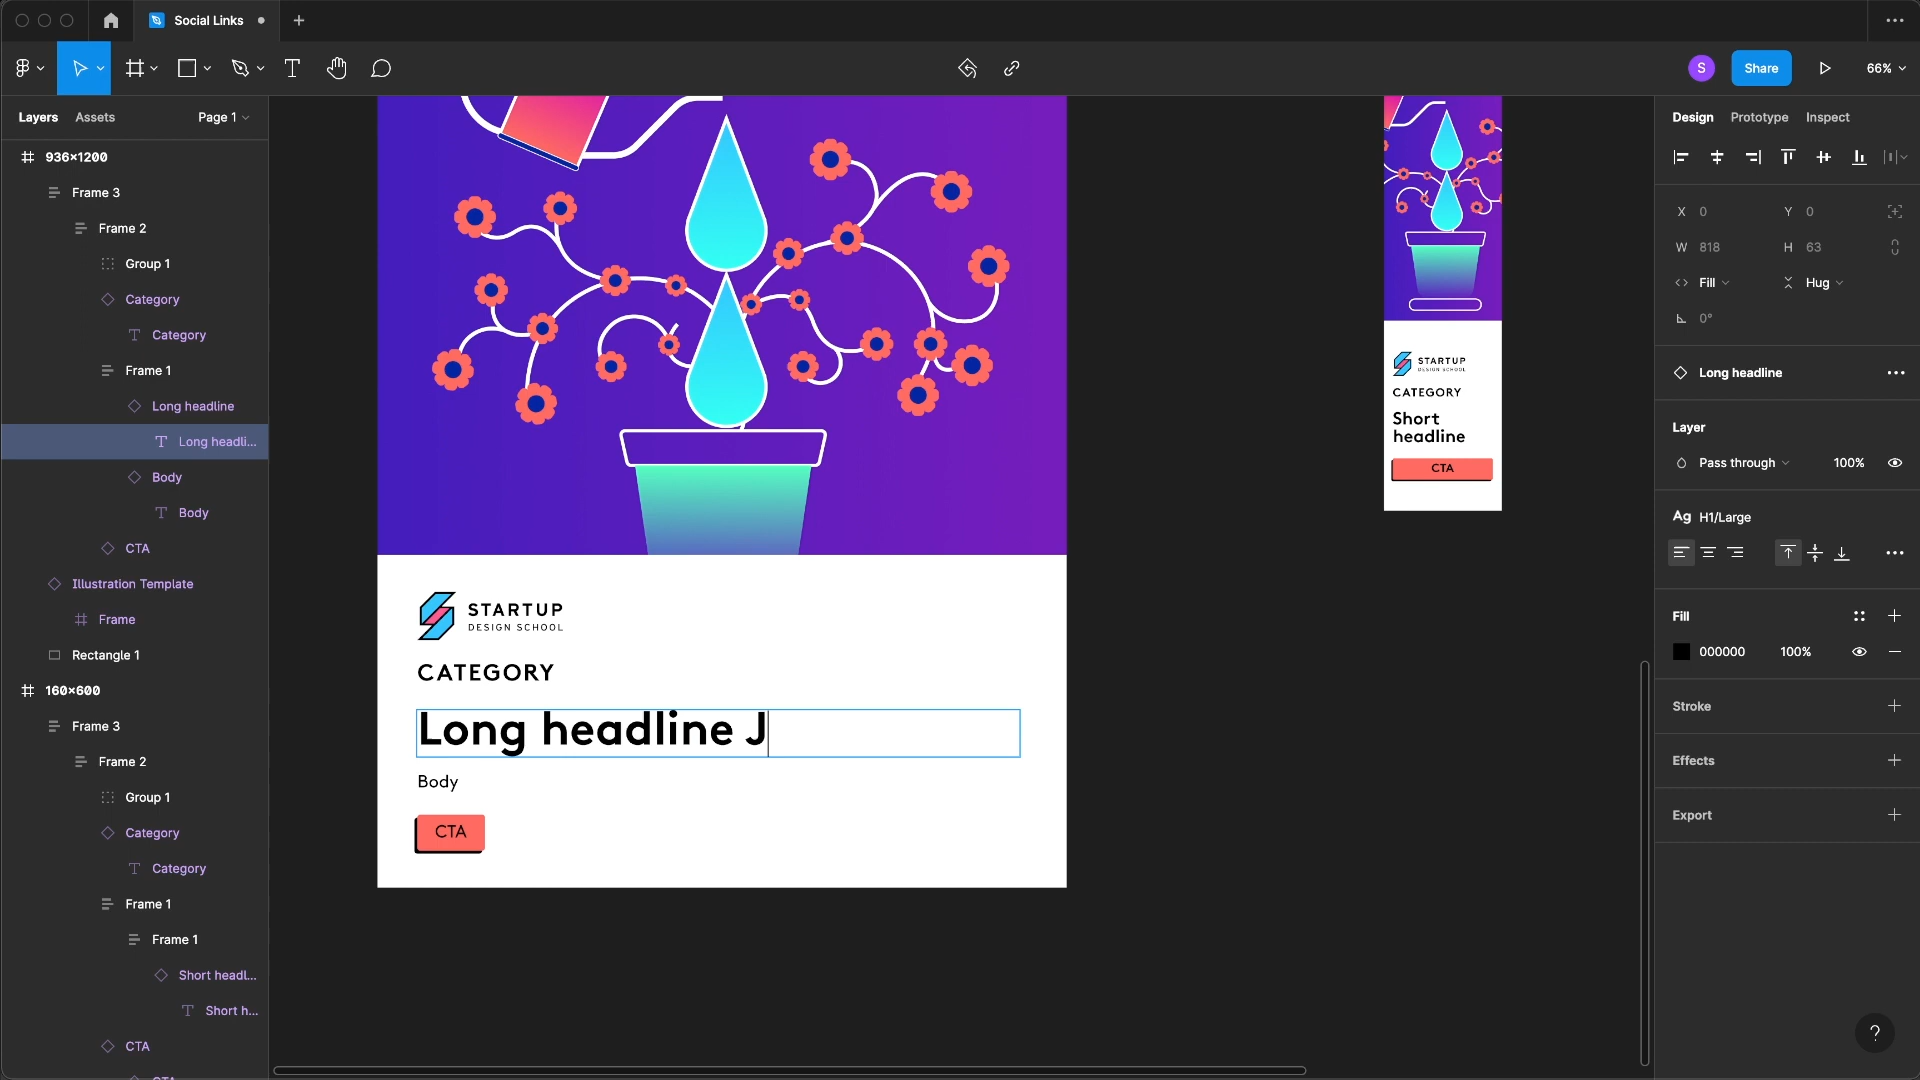 Social Links
S
Share
66%
Layers
Assets
Page 1
936×1200
Frame 3
Frame 2
Group 1
Category
Category
Frame 1
Long headline
Long headli...
Body
Body
CTA
Illustration Template
Frame
Rectangle 1
160×600
Frame 3
Frame 2
Group 1
Category
Category
Frame 1
Frame 1
Short headl...
Short h...
CTA
STARTUP
DESIGN SCHOOL
CATEGORY
Long headline J
Body
CTA
STARTUP
DESIGN SCHOOL
CATEGORY
Short
headline
CTA
Design
Prototype
Inspect
X 0
Y 0
W 818
H 63
Fill
Hug
0°
Long headline
Layer
Pass through
100%
Ag H1/Large
Fill
000000
100%
Stroke
Effects
Export
?